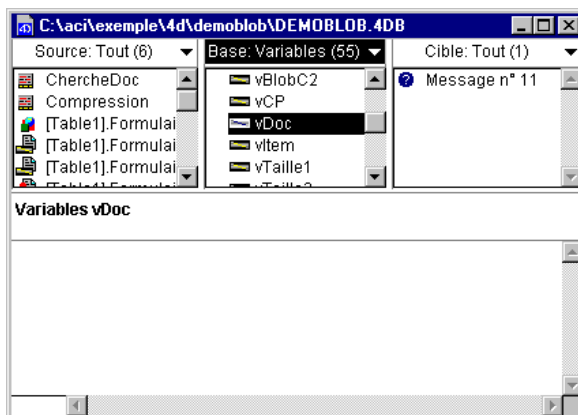 C:\aci\exemple\4d\demoblob\DEMOBLOB.4DB
Source: Tout (6)
Base: Variables (55)
Cible: Tout (1)
ChercheDoc
Compression
[Table1].Formulai
[Table1].Formulai
[Table1].Formulai
vBlobC2
vCP
vDoc
vItem
vTaille1
vTaille2
Message n° 11
Variables vDoc